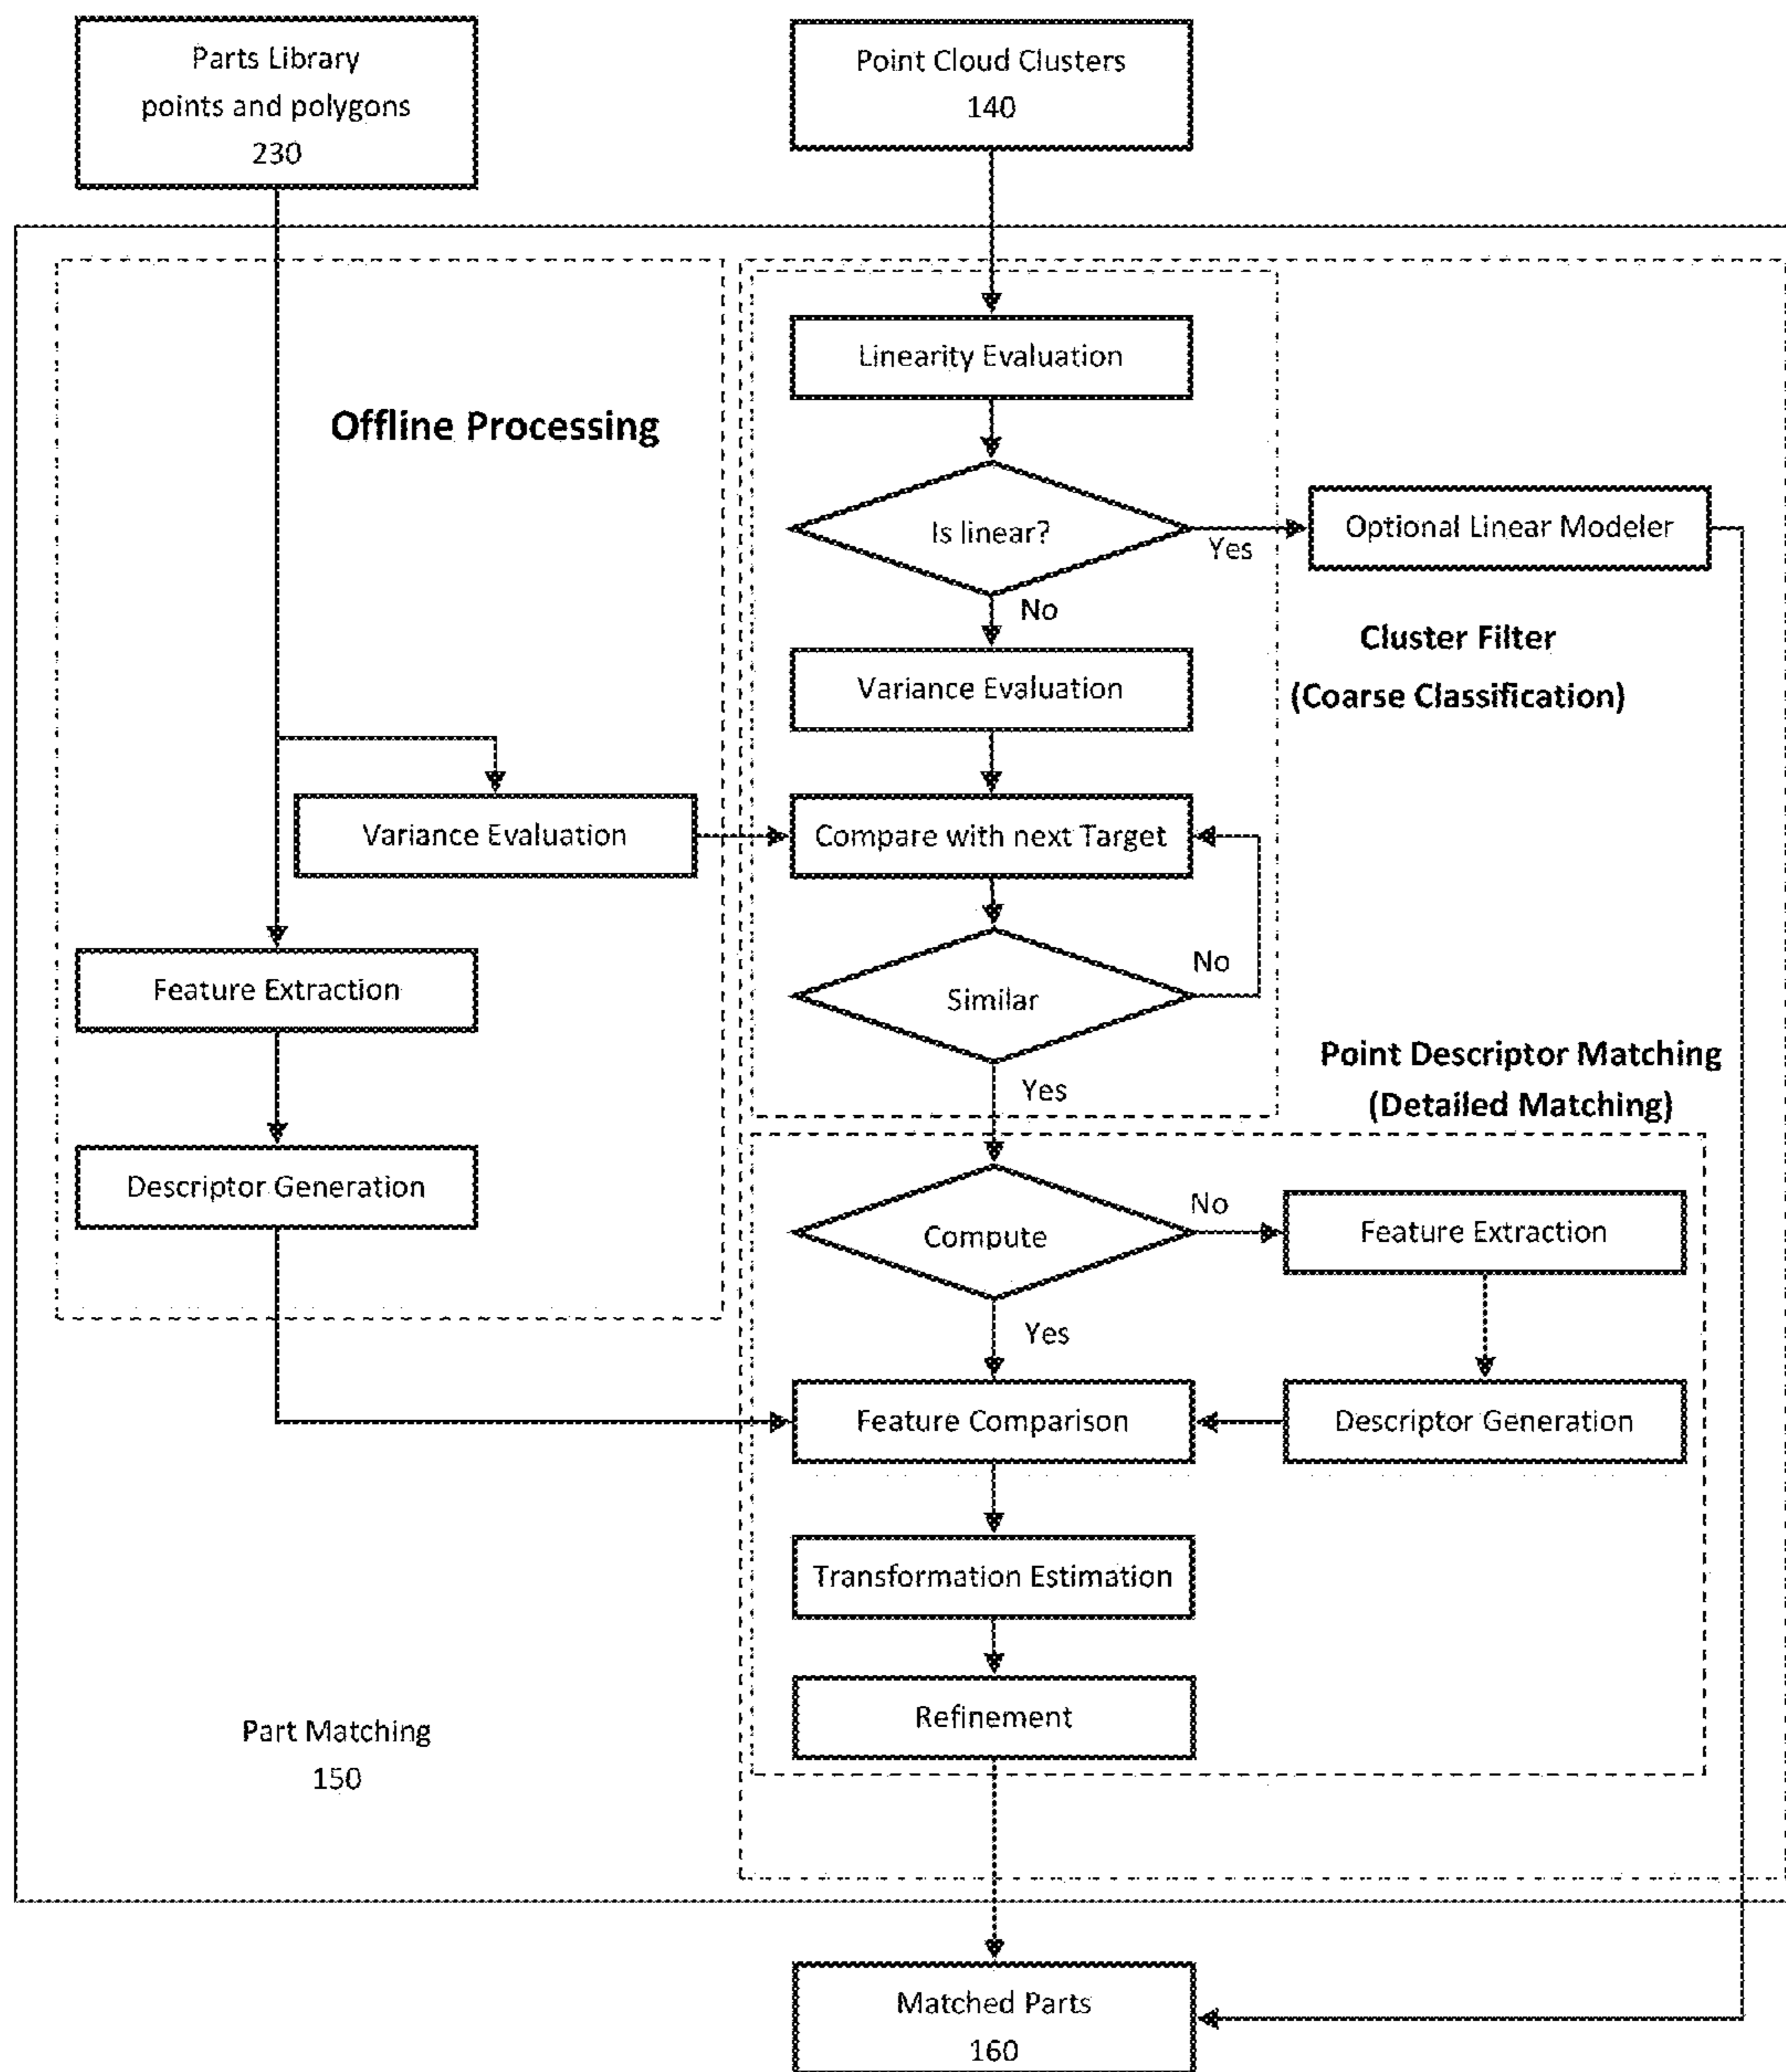 Parts Library
points and polygons
230
Point Cloud Clusters
140
Linearity Evaluation
Offline Processing
Is linear?
Yes
Optional Linear Modeler
No
Cluster Filter
(Coarse Classification)
Variance Evaluation
Variance Evaluation
Compare with next Target
Feature Extraction
No
Similar
Yes
Point Descriptor Matching
(Detailed Matching)
Descriptor Generation
No
Compute
Feature Extraction
Yes
Feature Comparison
Descriptor Generation
Transformation Estimation
Refinement
Part Matching
150
Matched Parts
160